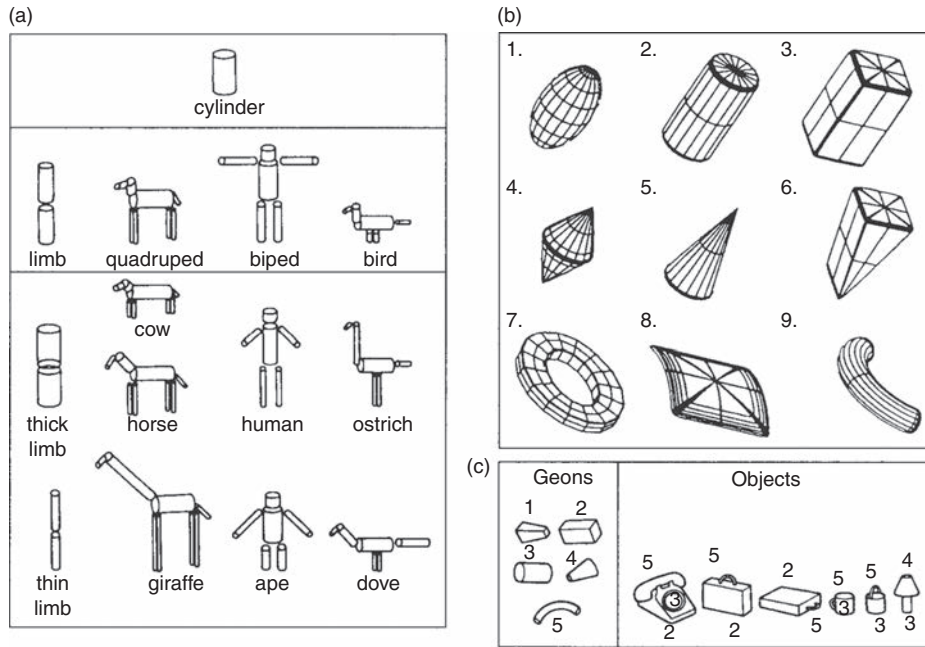 (a)
cylinder
limb quadruped biped bird
cow
thick limb horse human ostrich
thin limb giraffe ape dove
(b)
1. 2. 3.
4. 5. 6.
7. 8. 9.
(c)
Geons
1 2
3 4
5
Objects
5 5 2 5 5 4
3 3
2 2 5 3 3